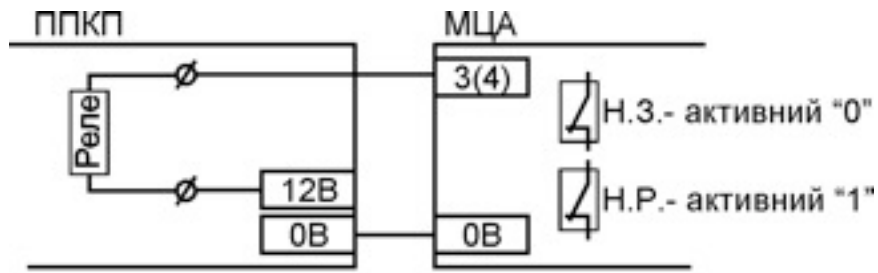 ППКП
МЦА
3(4)
Реле
Н.З.- активний “0”
12В
Н.Р.- активний “1”
0В
0В